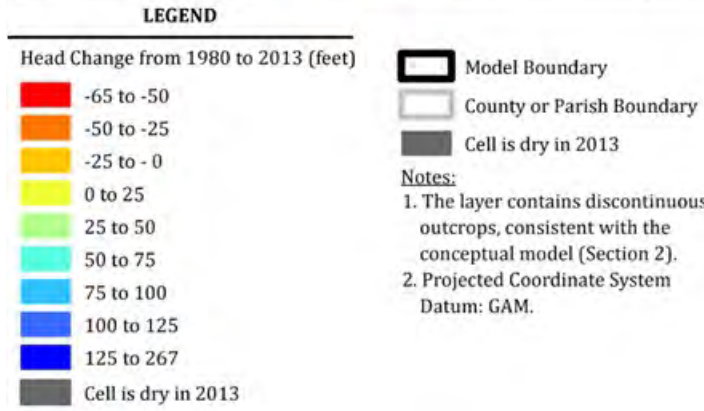 LEGEND
Head Change from 1980 to 2013 (feet)
-65 to -50
-50 to -25
-25 to - 0
0 to 25
25 to 50
50 to 75
75 to 100
100 to 125
125 to 267
Cell is dry in 2013
Model Boundary
County or Parish Boundary
Cell is dry in 2013
Notes:
1. The layer contains discontinuous
outcrops, consistent with the
conceptual model (Section 2).
2. Projected Coordinate System
Datum: GAM.